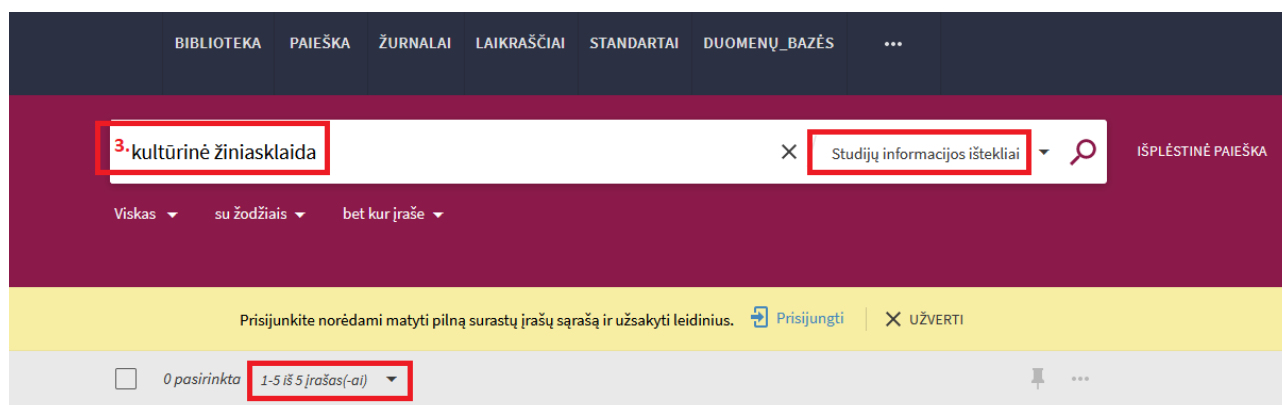 BIBLIOTEKA PAIEŠKA ŽURNALAI LAIKRAŠČIAI STANDARTAI DUOMENŲ_BAZĖS •••
3. kultūrinė žiniasklaida Studijų informacijos ištekliai IŠPLĖSTINĖ PAIEŠKA
Viskas su žodžiais bet kur įraše
Prisijunkite norėdami matyti pilną surastų įrašų sąrašą ir užsakyti leidinius. Prisijungti UŽVERTI
0 pasirinkta 1-5 iš 5 įrašas(-ai) •••